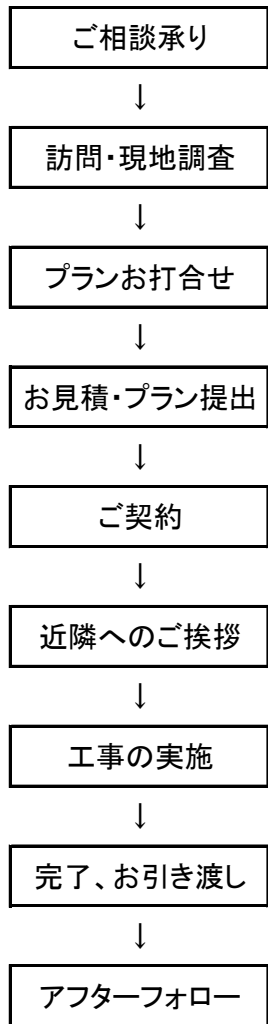 ご相談承り
↓
訪問・現地調査
↓
プランお打合せ
↓
お見積・プラン提出
↓
ご契約
↓
近隣へのご挨拶
↓
工事の実施
↓
完了、お引き渡し
↓
アフターフォロー